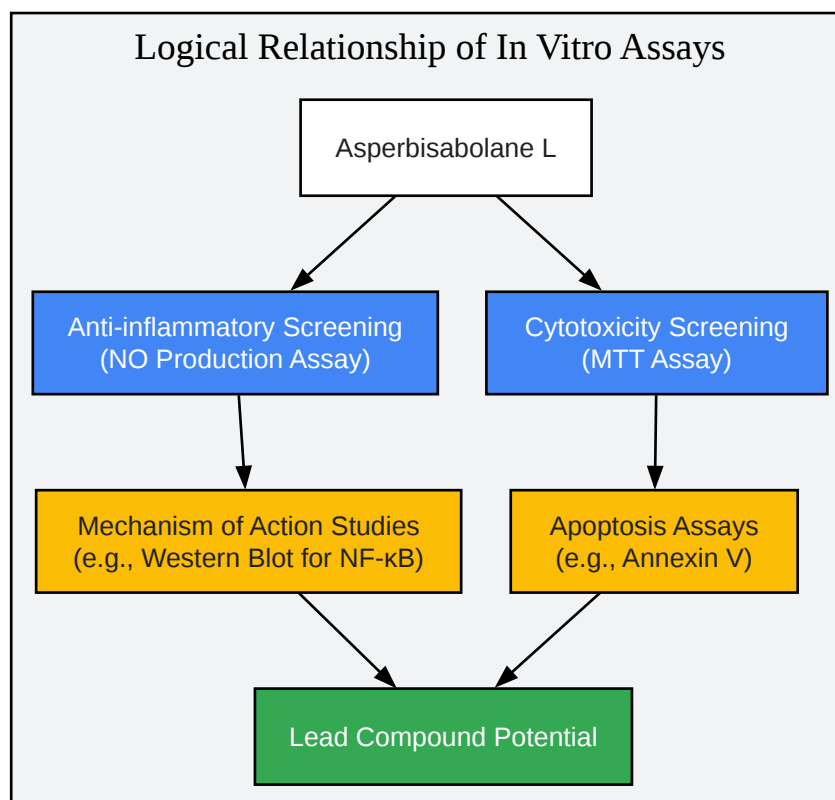 Logical Relationship of In Vitro Assays
Asperbisabolane L
Anti-inflammatory Screening
(NO Production Assay)
Cytotoxicity Screening
(MTT Assay)
Mechanism of Action Studies
(e.g., Western Blot for NF-κB)
Apoptosis Assays
(e.g., Annexin V)
Lead Compound Potential